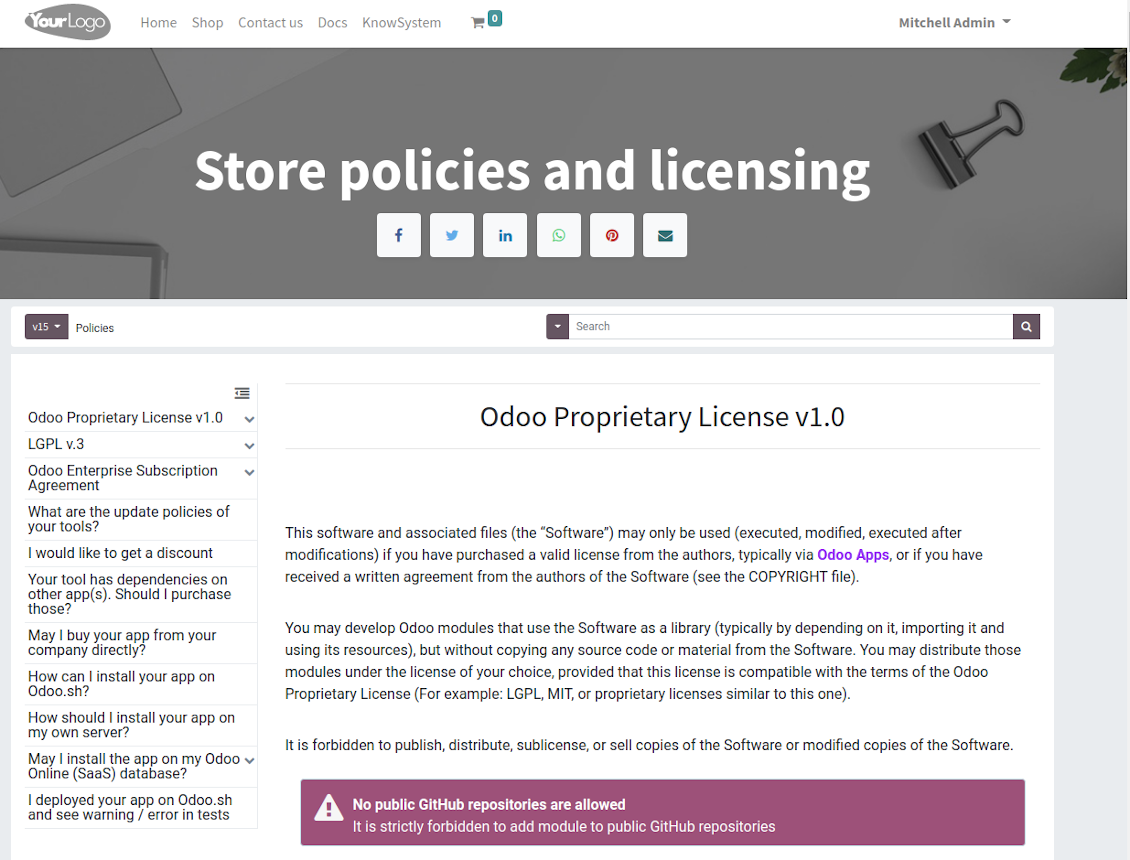 YourLogo
Home Shop Contact us Docs KnowSystem 0 Mitchell Admin
Store policies and licensing
v15 Policies Search
Odoo Proprietary License v1.0
LGPL v.3
Odoo Enterprise Subscription
Agreement
What are the update policies of
your tools?
I would like to get a discount
Your tool has dependencies on
other app(s). Should I purchase
those?
May I buy your app from your
company directly?
How can I install your app on
Odoo.sh?
How should I install your app on
my own server?
May I install the app on my Odoo
Online (SaaS) database?
I deployed your app on Odoo.sh
and see warning / error in tests
Odoo Proprietary License v1.0
This software and associated files (the “Software”) may only be used (executed, modified, executed after
modifications) if you have purchased a valid license from the authors, typically via Odoo Apps, or if you have
received a written agreement from the authors of the Software (see the COPYRIGHT file).
You may develop Odoo modules that use the Software as a library (typically by depending on it, importing it and
using its resources), but without copying any source code or material from the Software. You may distribute those
modules under the license of your choice, provided that this license is compatible with the terms of the Odoo
Proprietary License (For example: LGPL, MIT, or proprietary licenses similar to this one).
It is forbidden to publish, distribute, sublicense, or sell copies of the Software or modified copies of the Software.
No public GitHub repositories are allowed
It is strictly forbidden to add module to public GitHub repositories